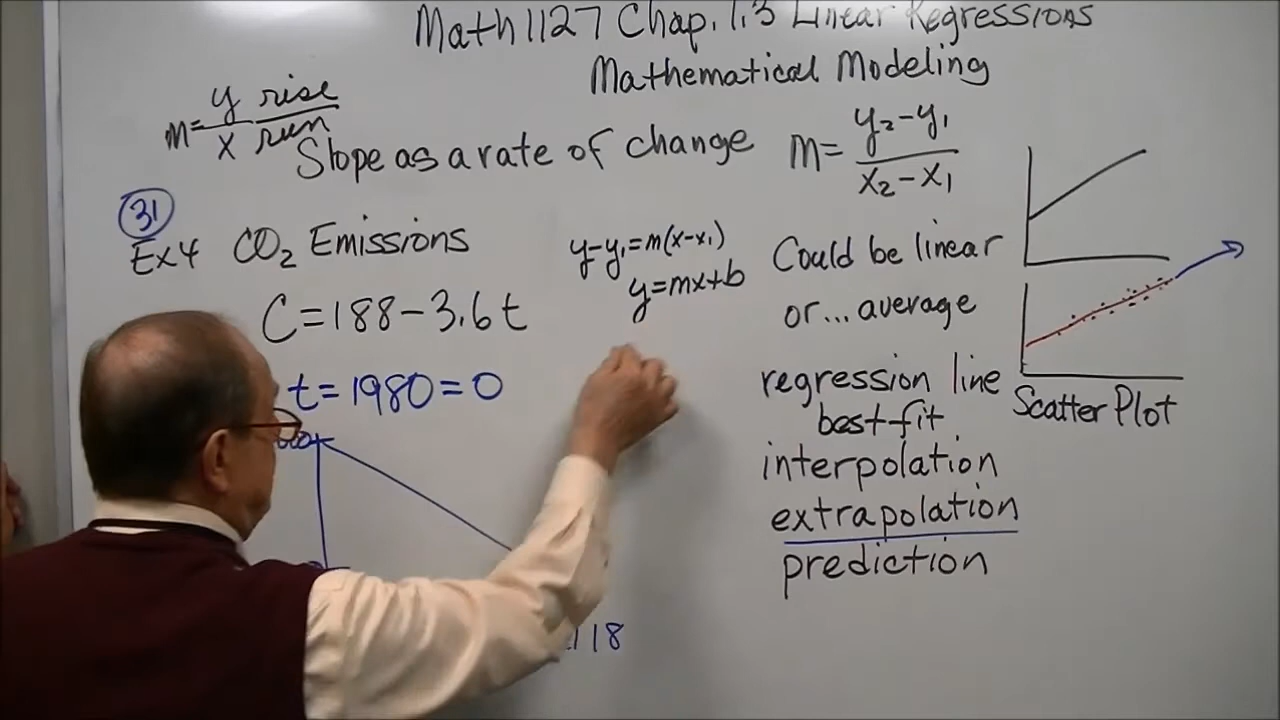 Math 1127 Chap. 1.3 Linear Regressions
Mathematical Modeling
m = y/x rise/run
Slope as a rate of change
m = y₂-y₁ / x₂-x₁
31
Ex 4 CO₂ Emissions
C = 188 - 3.6t
t = 1980 = 0
118
y-y₁=m(x-x₁)
y=mx+b
Could be linear
or... average
regression line
best fit
interpolation
extrapolation
prediction
Scatter Plot